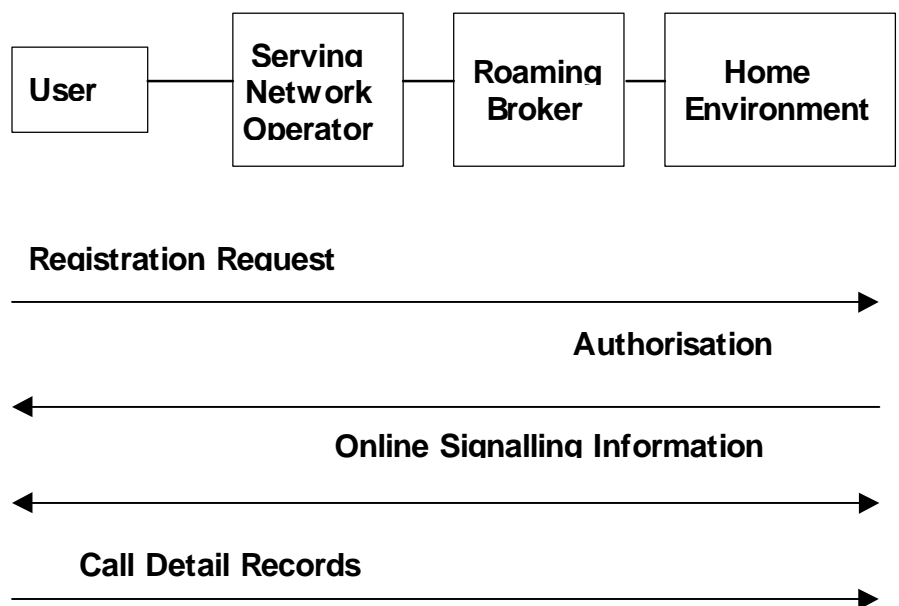 User
Serving
Network
Operator
Roaming
Broker
Home
Environment
Registration Request
Authorisation
Online Signalling Information
Call Detail Records